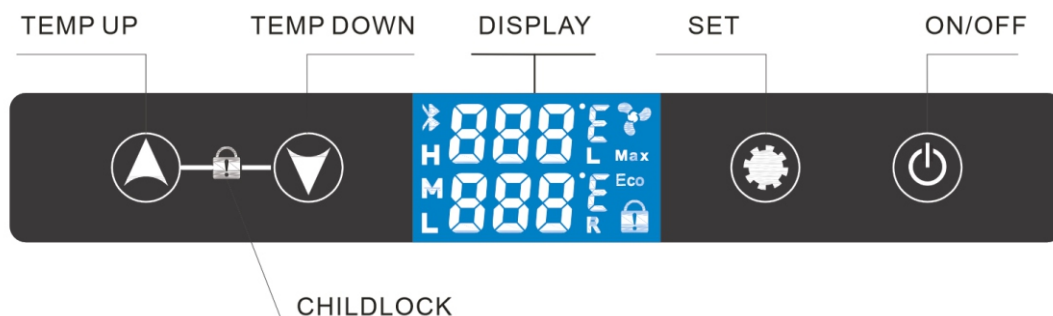 TEMP UP
TEMP DOWN
DISPLAY
SET
ON/OFF
888°E
H
L
Max
M
888°E
Eco
L
R
CHILDLOCK